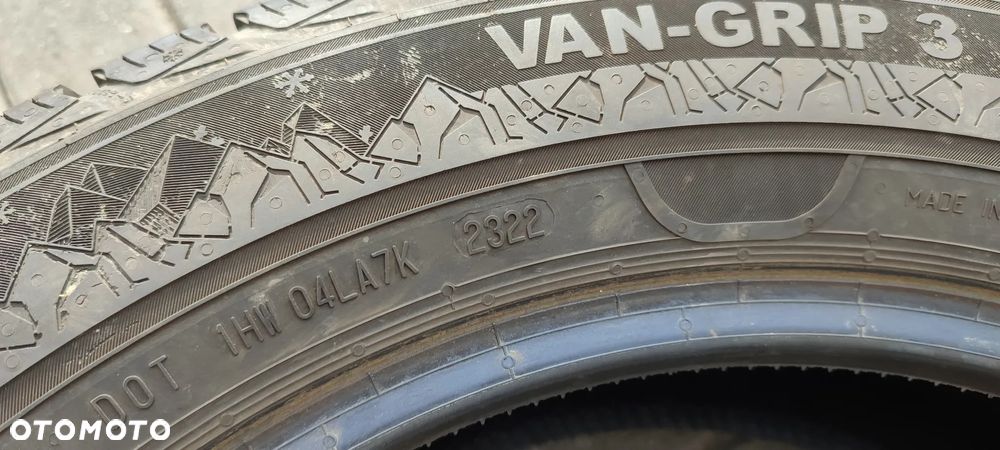 VAN-GRIP 3
MADE IN
DOT 1HW 04LA7K 2322
OTOMOTO